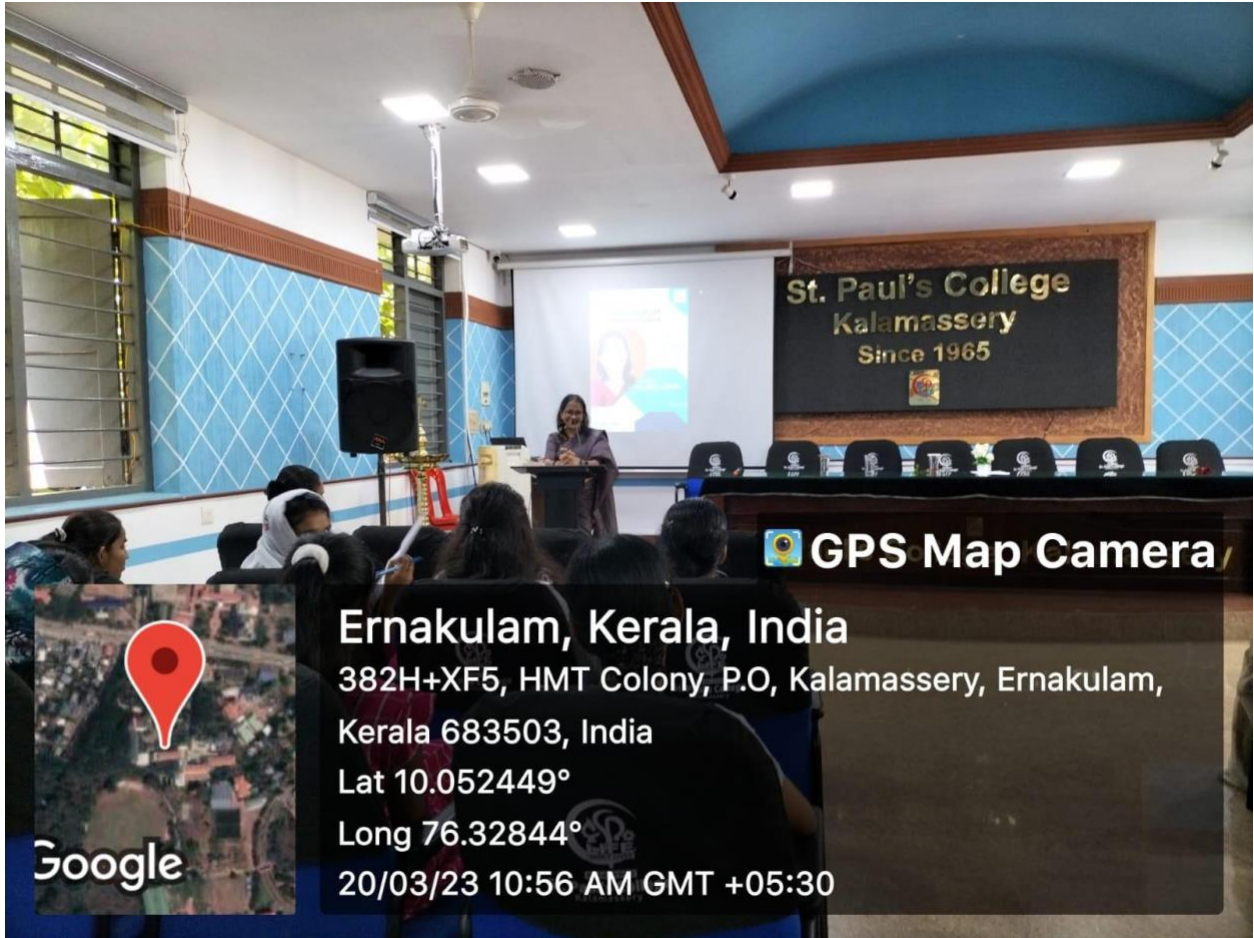 St. Paul's College
Kalamassery
Since 1965
GPS Map Camera
Ernakulam, Kerala, India
382H+XF5, HMT Colony, P.O, Kalamassery, Ernakulam,
Kerala 683503, India
Lat 10.052449°
Long 76.32844°
20/03/23 10:56 AM GMT +05:30
Google
Kalamassery